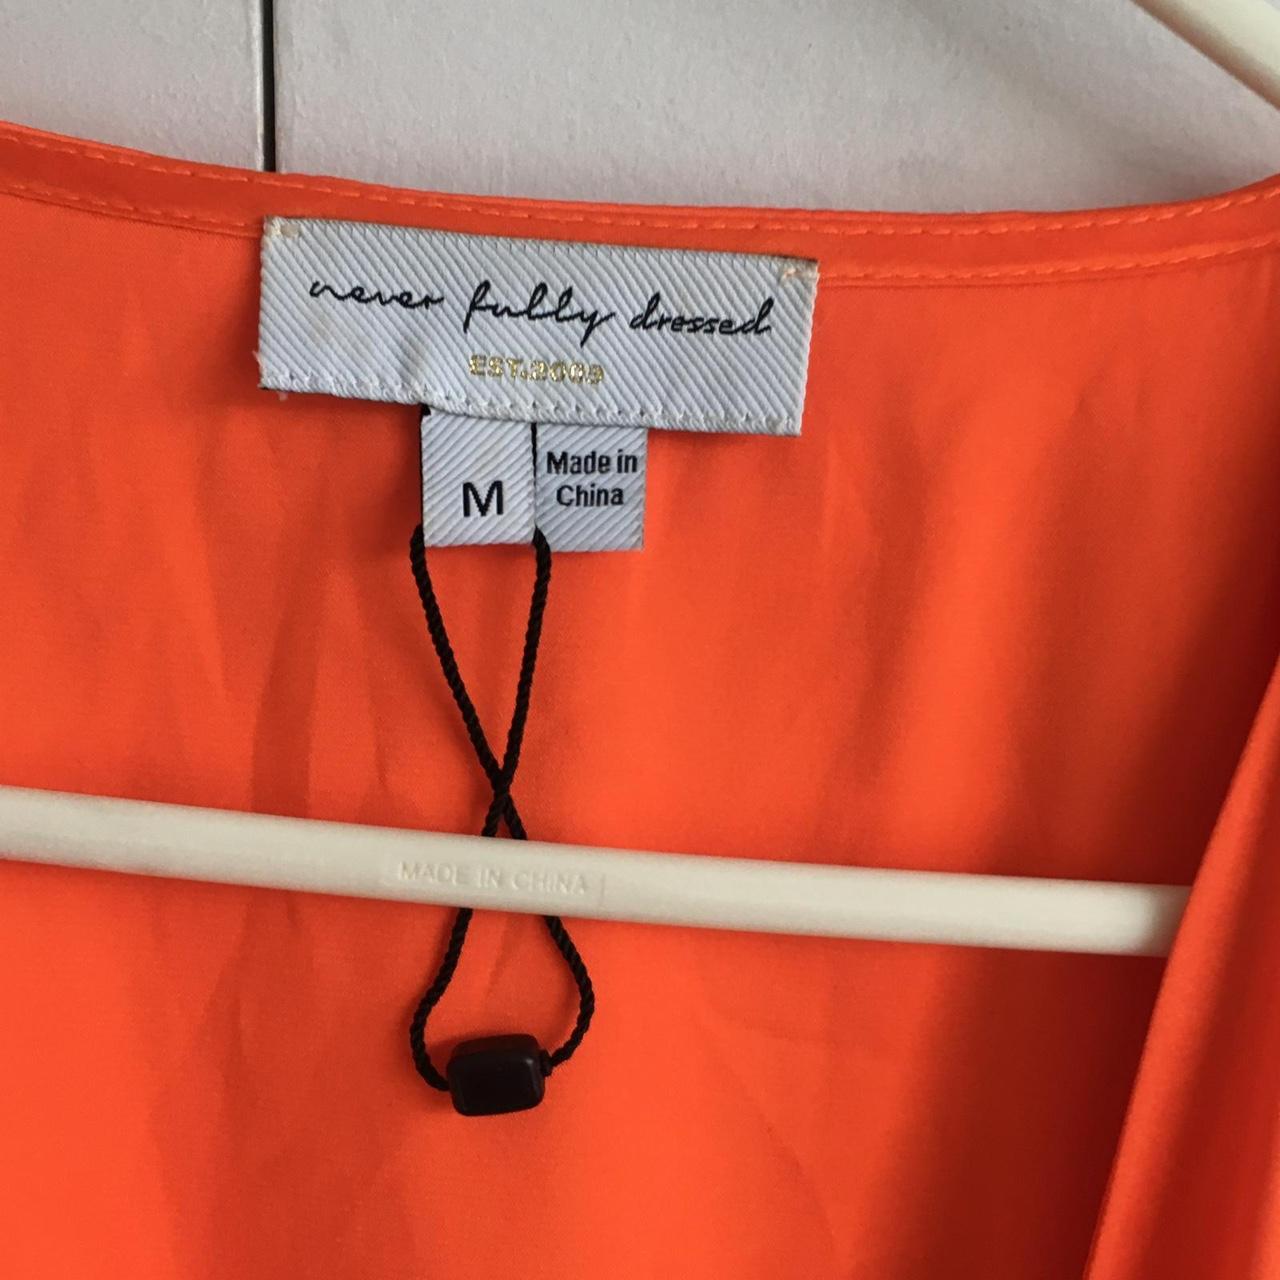 never fully dressed
EST.2009
M
Made in
China
MADE IN CHINA